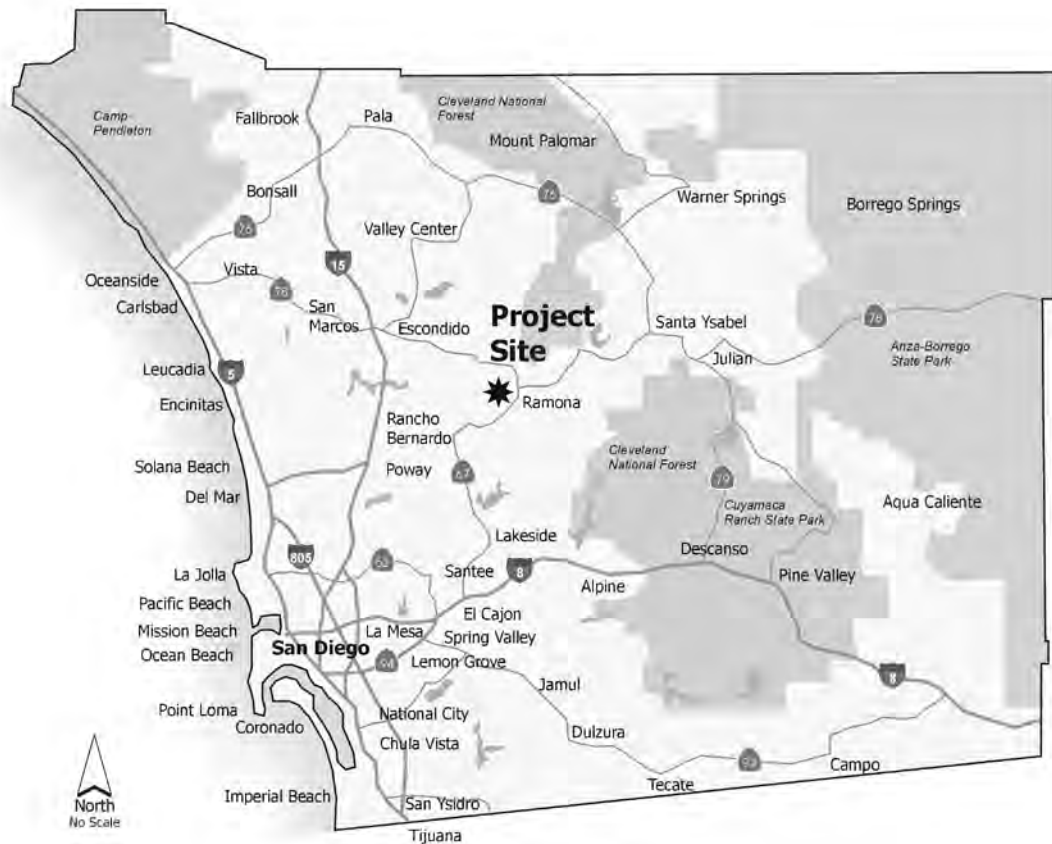 Camp
Pendleton
Fallbrook
Pala
Cleveland National
Forest
Mount Palomar
Bonsall
76
Warner Springs
Borrego Springs
76
Valley Center
Oceanside
Vista
15
Carlsbad
78
San
Marcos
Escondido
Project
Site
Santa Ysabel
78
Julian
Anza-Borrego
State Park
Leucadia
5
Encinitas
Ramona
Rancho
Bernardo
Cleveland
National Forest
Solana Beach
Poway
67
79
Del Mar
Cuyamaca
Ranch State Park
Aqua Caliente
Lakeside
805
Descanso
La Jolla
Santee
8
Alpine
Pine Valley
Pacific Beach
El Cajon
Mission Beach
La Mesa
Spring Valley
Ocean Beach
San Diego
94
Lemon Grove
8
Jamul
Point Loma
Coronado
National City
Dulzura
Chula Vista
Campo
Tecate
North
No Scale
Imperial Beach
San Ysidro
Tijuana